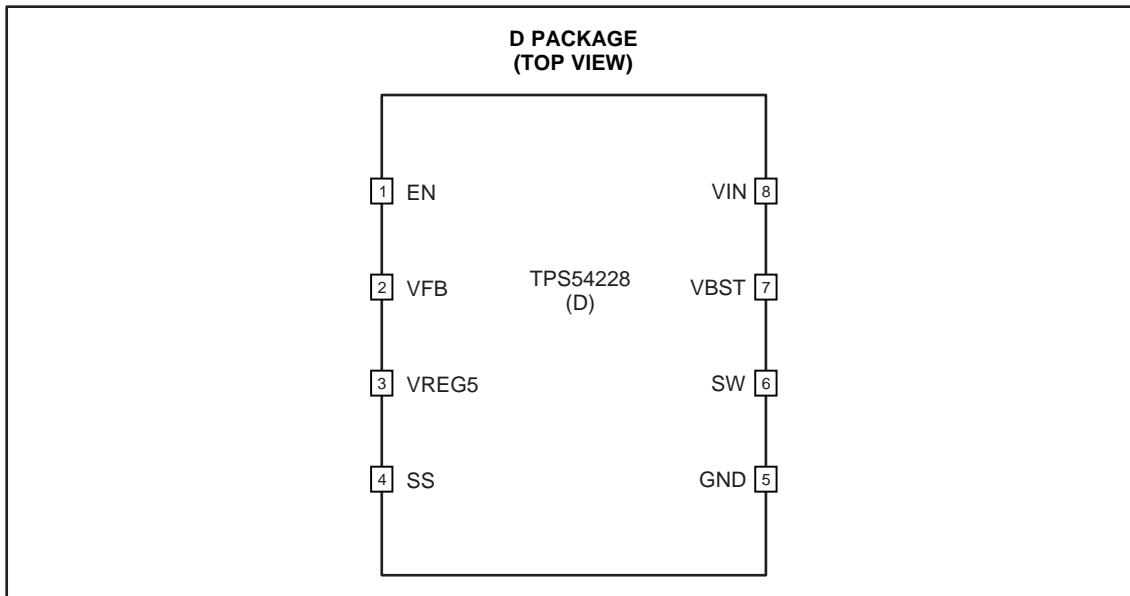 D PACKAGE
(TOP VIEW)
1 EN
VIN 8
2 VFB
TPS54228
(D)
VBST 7
3 VREG5
SW 6
4 SS
GND 5